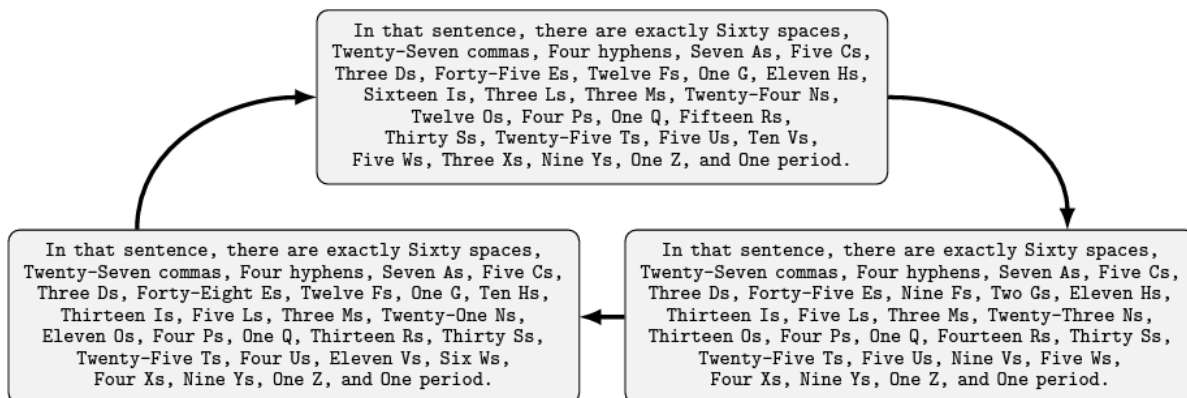 In that sentence, there are exactly Sixty spaces,
Twenty-Seven commas, Four hyphens, Seven As, Five Cs,
Three Ds, Forty-Five Es, Twelve Fs, One G, Eleven Hs,
Sixteen Is, Three Ls, Three Ms, Twenty-Four Ns,
Twelve Os, Four Ps, One Q, Fifteen Rs,
Thirty Ss, Twenty-Five Ts, Five Us, Ten Vs,
Five Ws, Three Xs, Nine Ys, One Z, and One period.
In that sentence, there are exactly Sixty spaces,
Twenty-Seven commas, Four hyphens, Seven As, Five Cs,
Three Ds, Forty-Eight Es, Twelve Fs, One G, Ten Hs,
Thirteen Is, Five Ls, Three Ms, Twenty-One Ns,
Eleven Os, Four Ps, One Q, Thirteen Rs, Thirty Ss,
Twenty-Five Ts, Four Us, Eleven Vs, Six Ws,
Four Xs, Nine Ys, One Z, and One period.
In that sentence, there are exactly Sixty spaces,
Twenty-Seven commas, Four hyphens, Seven As, Five Cs,
Three Ds, Forty-Five Es, Nine Fs, Two Gs, Eleven Hs,
Thirteen Is, Five Ls, Three Ms, Twenty-Three Ns,
Thirteen Os, Four Ps, One Q, Fourteen Rs, Thirty Ss,
Twenty-Five Ts, Five Us, Nine Vs, Five Ws,
Four Xs, Nine Ys, One Z, and One period.